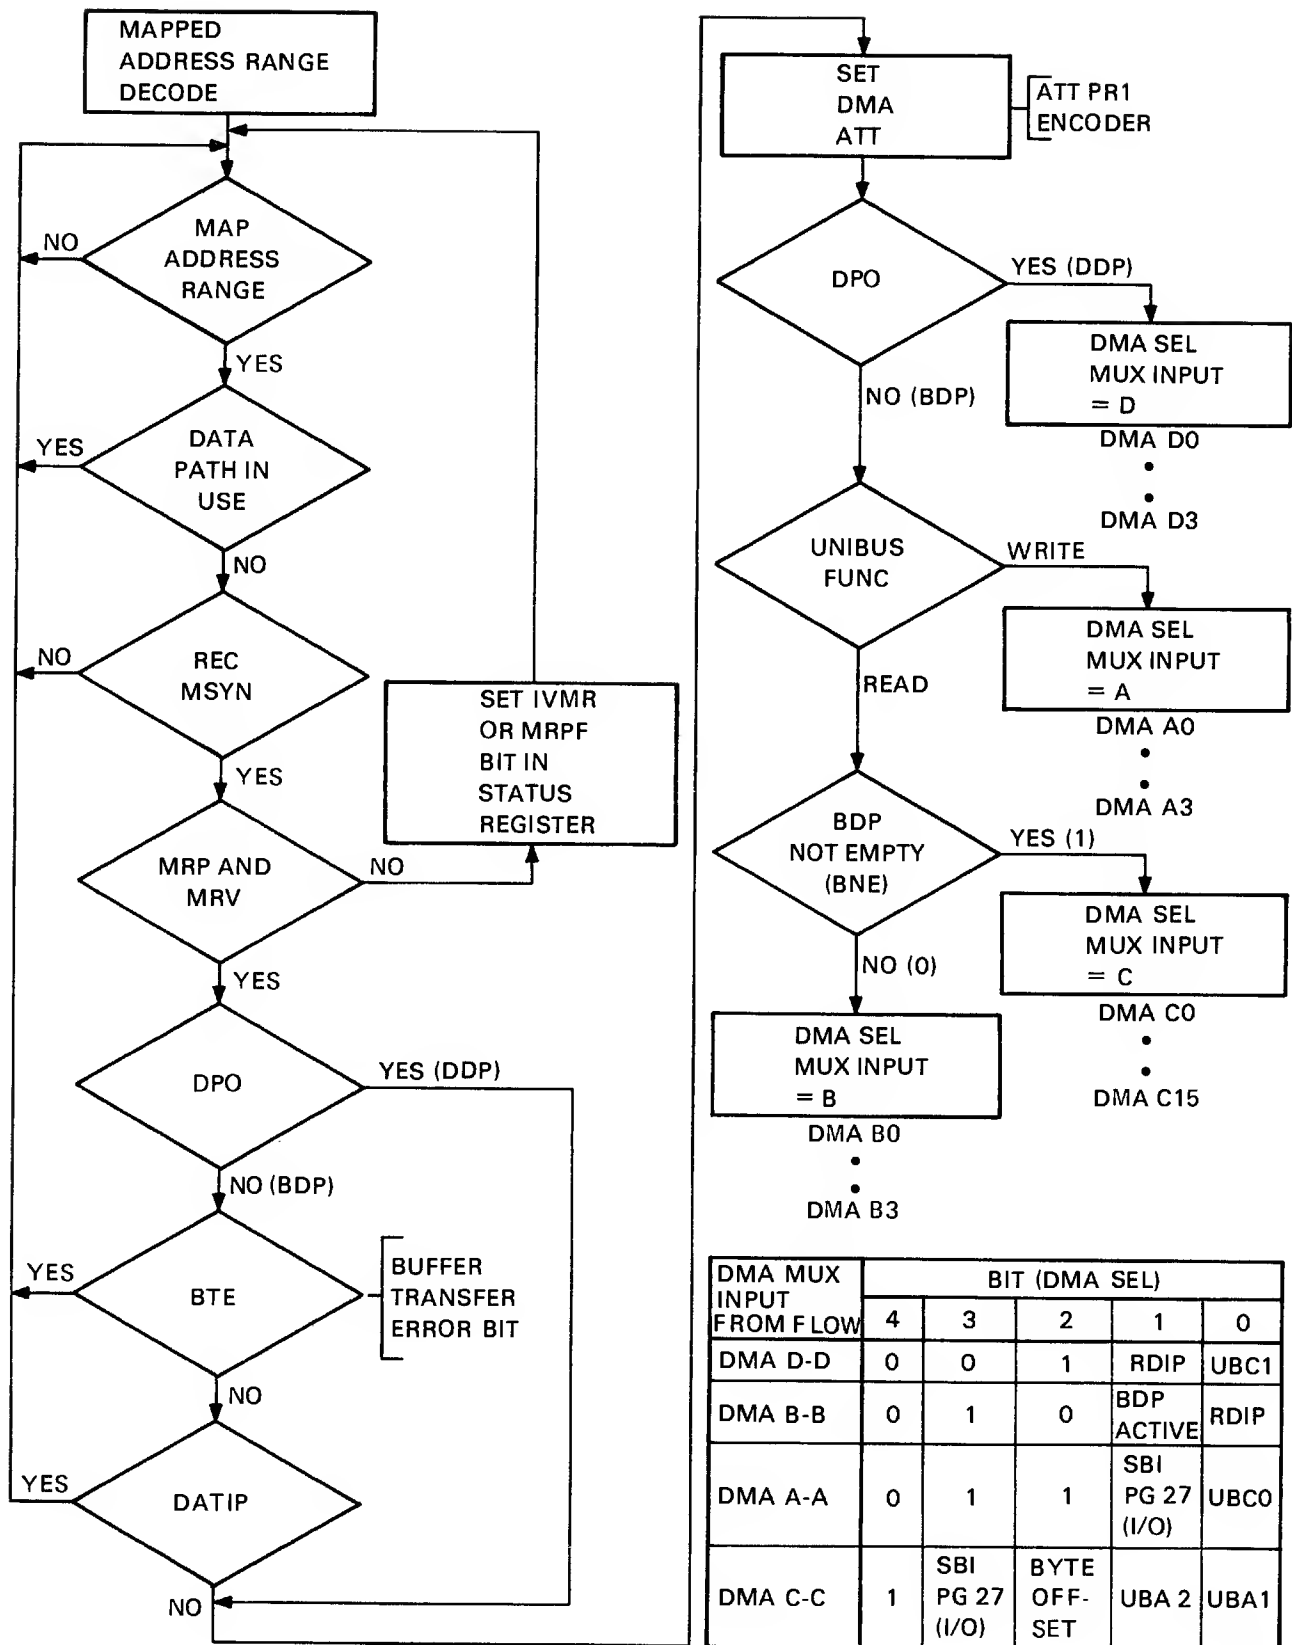 MAPPED
ADDRESS RANGE
DECODE
MAP
ADDRESS
RANGE
NO
YES
DATA
PATH IN
USE
YES
NO
REC
MSYN
NO
YES
SET IVMR
OR MRPF
BIT IN
STATUS
REGISTER
MRP AND
MRV
NO
YES
DPO
YES (DDP)
NO (BDP)
BTE
YES
BUFFER
TRANSFER
ERROR BIT
NO
DATIP
YES
NO
SET
DMA
ATT
ATT PR1
ENCODER
DPO
YES (DDP)
DMA SEL
MUX INPUT
= D
DMA D0
DMA D3
NO (BDP)
UNIBUS
FUNC
WRITE
DMA SEL
MUX INPUT
= A
DMA A0
DMA A3
READ
BDP
NOT EMPTY
(BNE)
YES (1)
DMA SEL
MUX INPUT
= C
DMA C0
DMA C15
NO (0)
DMA SEL
MUX INPUT
= B
DMA B0
DMA B3
DMA MUX
INPUT
FROM FLOW
BIT (DMA SEL)
4 3 2 1 0
DMA D-D 0 0 1 RDIP UBC1
DMA B-B 0 1 0 BDP ACTIVE RDIP
DMA A-A 0 1 1 SBI PG 27 (I/O) UBC0
DMA C-C 1 SBI PG 27 (I/O) BYTE OFF-SET UBA 2 UBA1